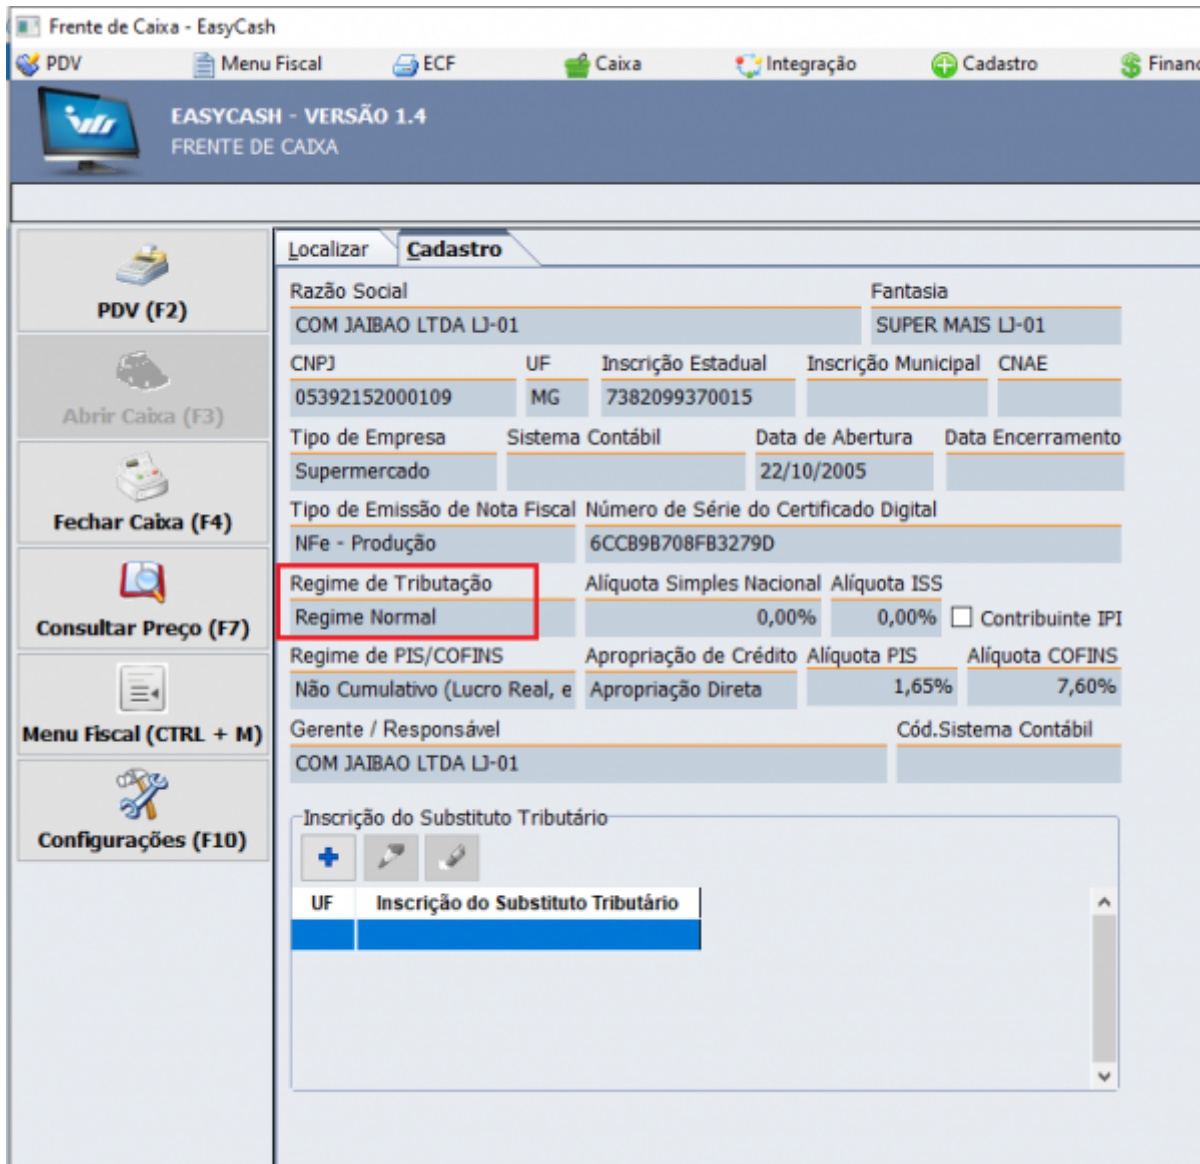 Frente de Caixa - EasyCash
PDV Menu Fiscal ECF Caixa Integração Cadastro Financ
EASYCASH - VERSÃO 1.4
FRENTE DE CAIXA
PDV (F2)
Abrir Caixa (F3)
Fechar Caixa (F4)
Consultar Preço (F7)
Menu Fiscal (CTRL + M)
Configurações (F10)
Localizar Cadastro
Razão Social Fantasia
COM JAIBAO LTDA LJ-01 SUPER MAIS LJ-01
CNPJ UF Inscrição Estadual Inscrição Municipal CNAE
05392152000109 MG 7382099370015
Tipo de Empresa Sistema Contábil Data de Abertura Data Encerramento
Supermercado 22/10/2005
Tipo de Emissão de Nota Fiscal Número de Série do Certificado Digital
NFe - Produção 6CCB9B708FB3279D
Regime de Tributação Alíquota Simples Nacional Alíquota ISS
Regime Normal 0,00% 0,00% Contribuinte IPI
Regime de PIS/COFINS Apropriação de Crédito Alíquota PIS Alíquota COFINS
Não Cumulativo (Lucro Real, e Apropriação Direta 1,65% 7,60%
Gerente / Responsável Cód.Sistema Contábil
COM JAIBAO LTDA LJ-01
Inscrição do Substituto Tributário
UF Inscrição do Substituto Tributário